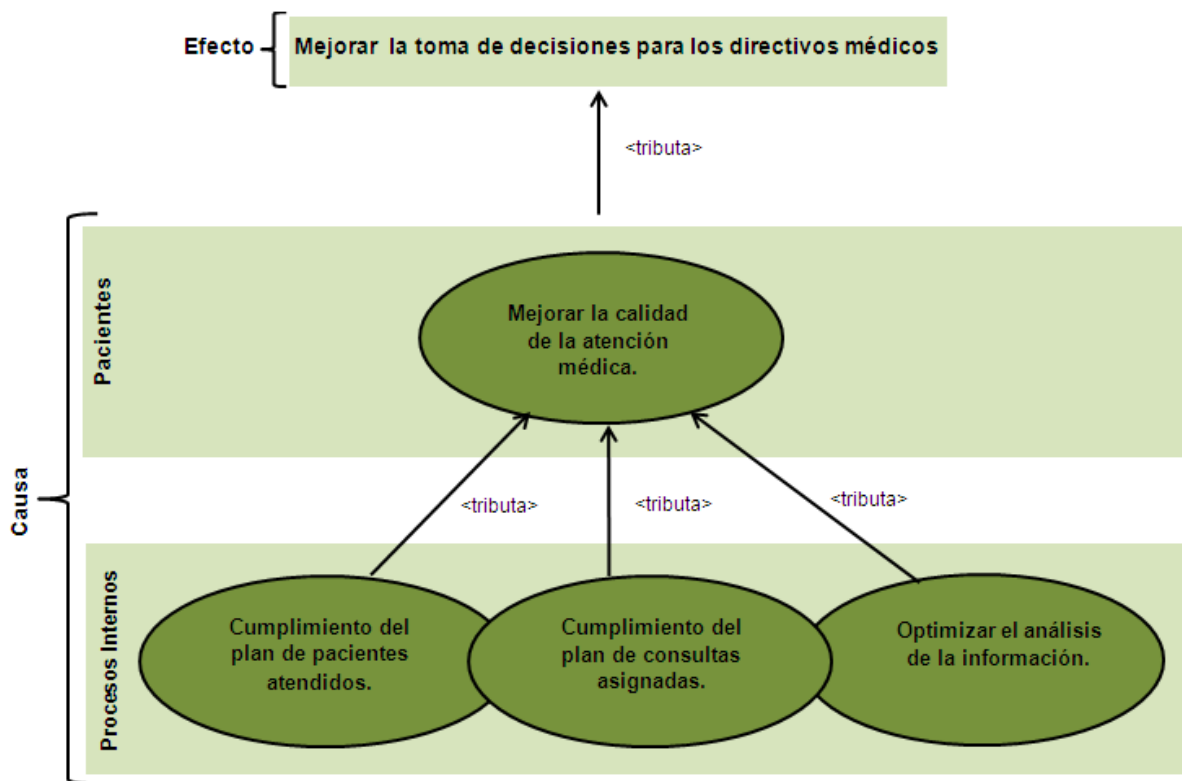 Efecto
Mejorar la toma de decisiones para los directivos médicos
<tributa>
Causa
Pacientes
Mejorar la calidad
de la atención
médica.
<tributa>
<tributa>
<tributa>
Procesos Internos
Cumplimiento del
plan de pacientes
atendidos.
Cumplimiento del
plan de consultas
asignadas.
Optimizar el análisis
de la información.